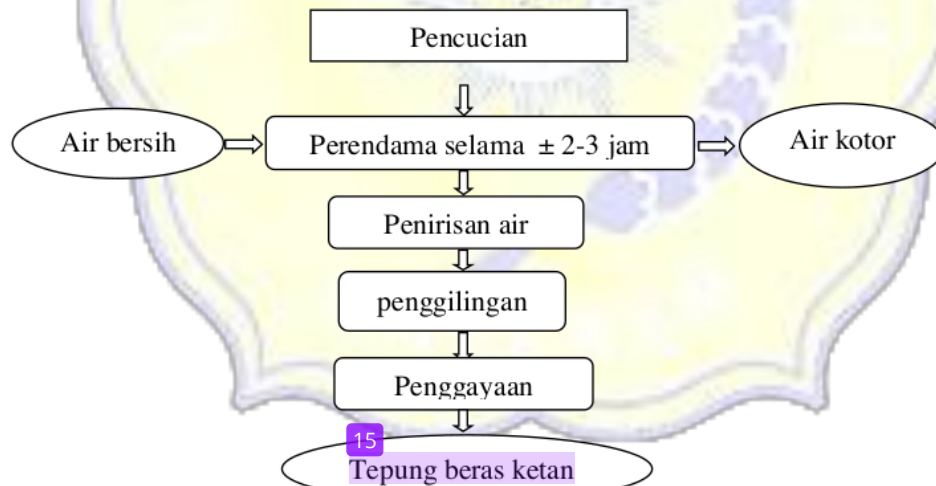 Pencucian
Air bersih
Perendama selama ± 2-3 jam
Air kotor
Penirisan air
penggilingan
Penggayaan
15
Tepung beras ketan